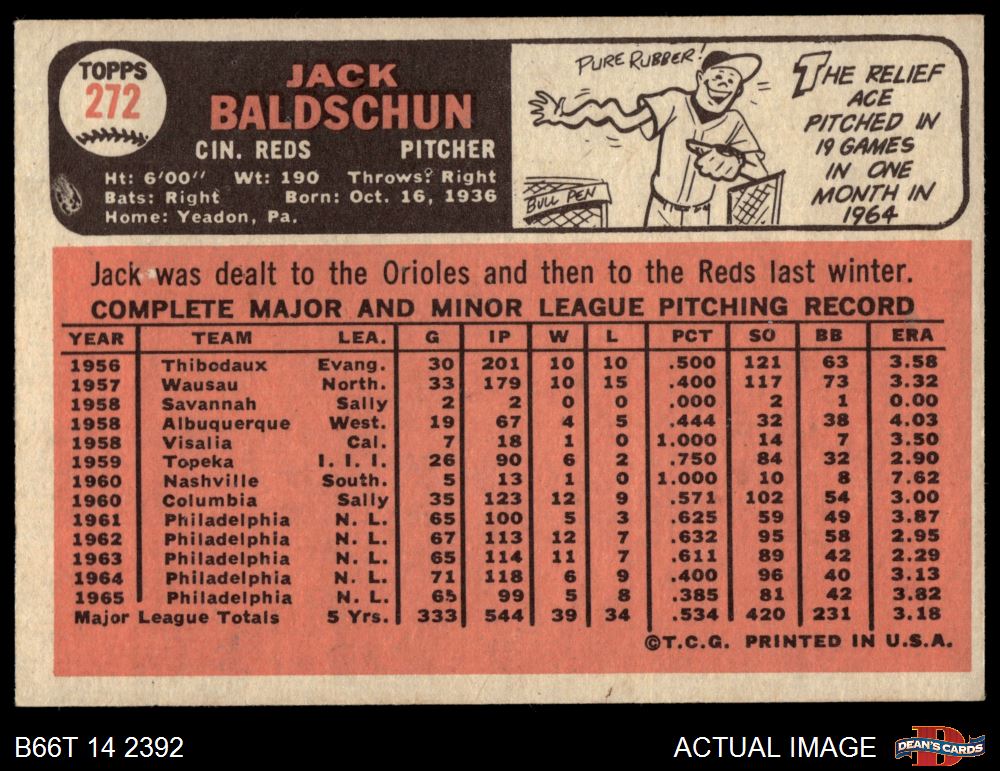 TOPPS
272
JACK
BALDSCHUN
CIN. REDS PITCHER
Ht: 6'00" Wt: 190 Throws: Right
Bats: Right Born: Oct. 16, 1936
Home: Yeadon, Pa.
PURE RUBBER!
BULL PEN
THE RELIEF
ACE
PITCHED IN
19 GAMES
IN ONE
MONTH IN
1964
Jack was dealt to the Orioles and then to the Reds last winter.
COMPLETE MAJOR AND MINOR LEAGUE PITCHING RECORD
YEAR TEAM LEA. G IP W L PCT SO BB ERA
1956 Thibodaux Evang. 30 201 10 10 .500 121 63 3.58
1957 Wausau North. 33 179 10 15 .400 117 73 3.32
1958 Savannah Sally 2 2 0 0 .000 2 1 0.00
1958 Albuquerque West. 19 67 4 5 .444 32 38 4.03
1958 Visalia Cal. 7 18 1 0 1.000 14 7 3.50
1959 Topeka I. I. I. 26 90 6 2 .750 84 32 2.90
1960 Nashville South. 5 13 1 0 1.000 10 8 7.62
1960 Columbia Sally 35 123 12 9 .571 102 54 3.00
1961 Philadelphia N. L. 65 100 5 3 .625 59 49 3.87
1962 Philadelphia N. L. 67 113 12 7 .632 95 58 2.95
1963 Philadelphia N. L. 65 114 11 7 .611 89 42 2.29
1964 Philadelphia N. L. 71 118 6 9 .400 96 40 3.13
1965 Philadelphia N. L. 65 99 5 8 .385 81 42 3.82
Major League Totals 5 Yrs. 333 544 39 34 .534 420 231 3.18
©T.C.G. PRINTED IN U.S.A.
B66T 14 2392 ACTUAL IMAGE DEAN'S CARDS